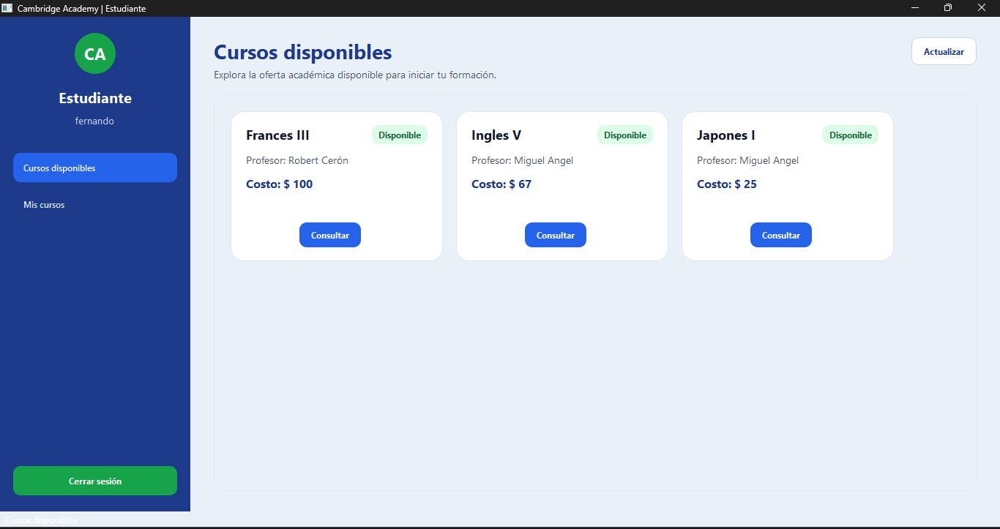 Cambridge Academy | Estudiante
CA
Estudiante
fernando
Cursos disponibles
Mis cursos
Cerrar sesión
Cursos disponibles
Explora la oferta académica disponible para iniciar tu formación.
Actualizar
Frances III
Disponible
Profesor: Robert Cerón
Costo: $ 100
Consultar
Ingles V
Disponible
Profesor: Miguel Angel
Costo: $ 67
Consultar
Japones I
Disponible
Profesor: Miguel Angel
Costo: $ 25
Consultar
Cursos disponibles